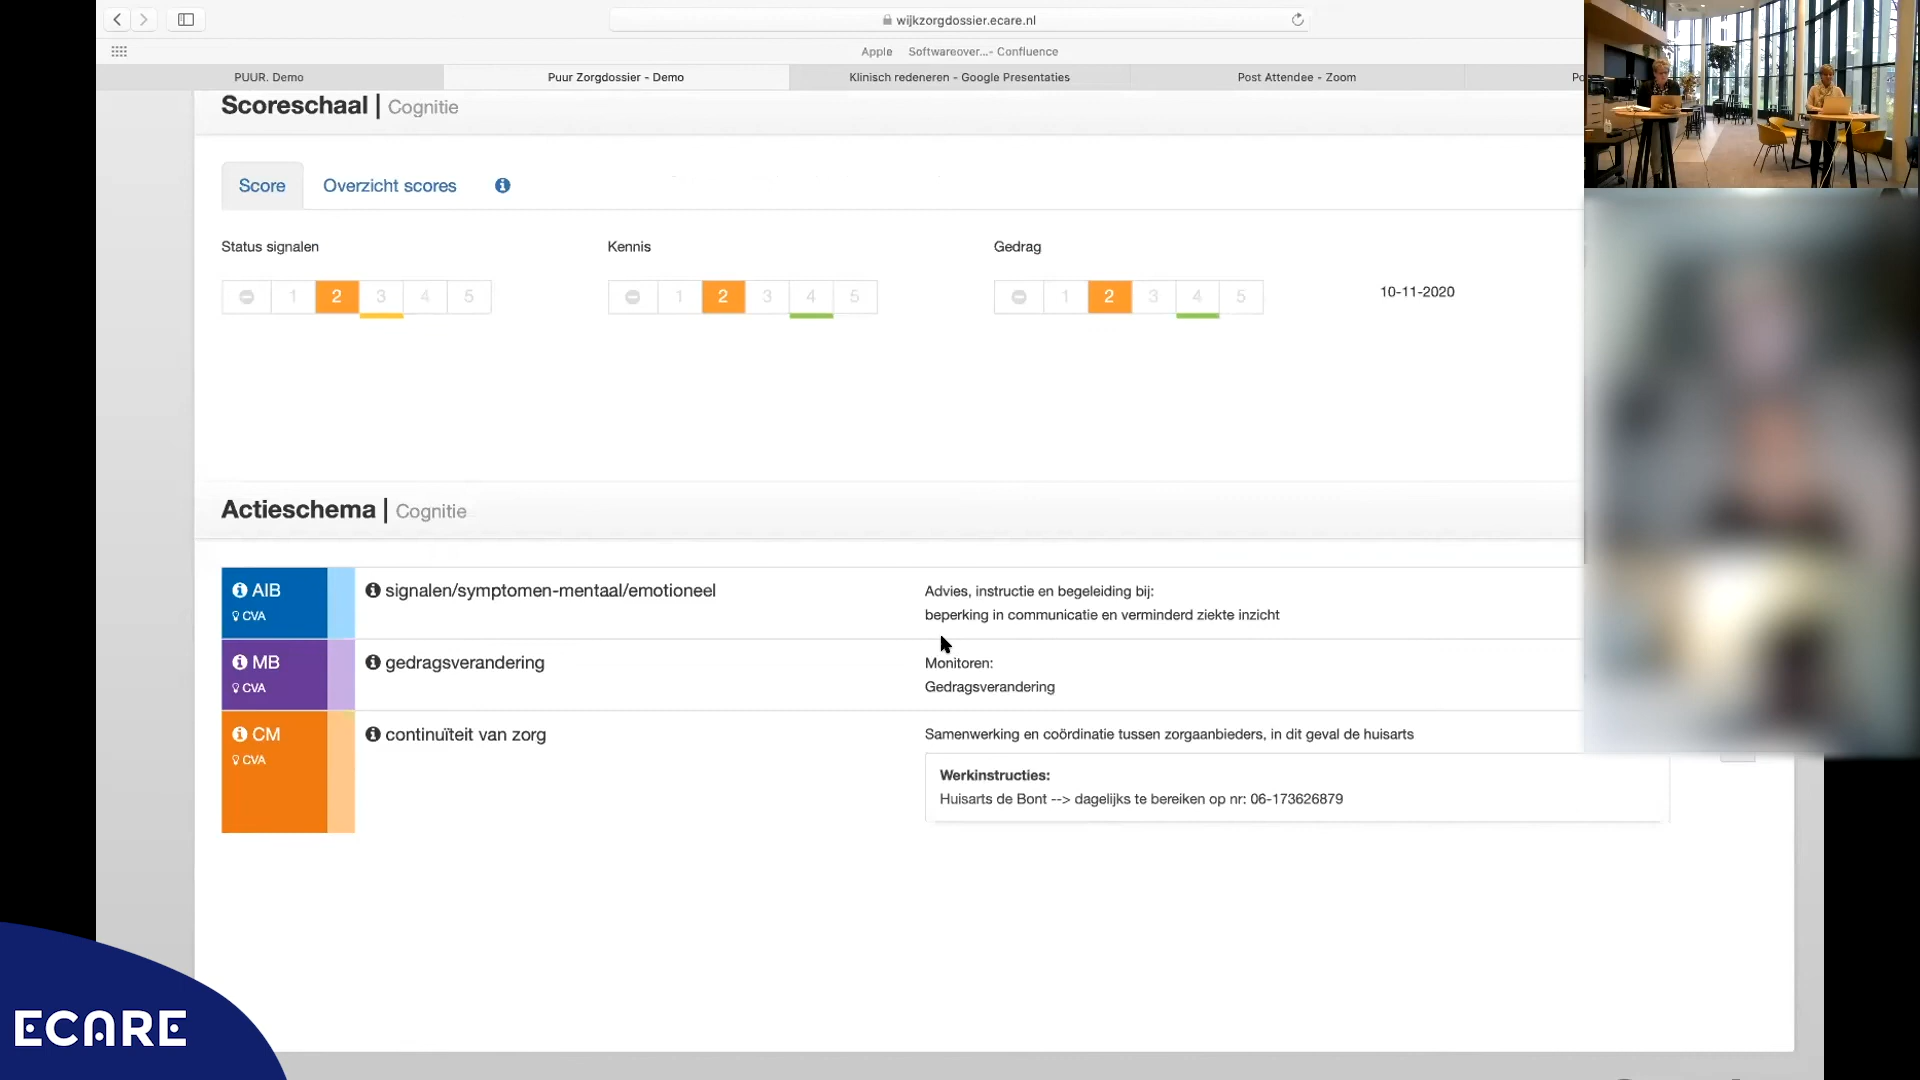 wijkzorgdossier.ecare.nl
Apple Softwareover...- Confluence
PUUR. Demo Puur Zorgdossier - Demo Klinisch redeneren - Google Presentaties Post Attendee - Zoom Po
Scoreschaal | Cognitie
Score Overzicht scores
Status signalen Kennis Gedrag
1 2 3 4 5 1 2 3 4 5 1 2 3 4 5 10-11-2020
Actieschema | Cognitie
AIB signalen/symptomen-mentaal/emotioneel Advies, instructie en begeleiding bij:
CVA beperking in communicatie en verminderd ziekte inzicht
MB gedragsverandering Monitoren:
CVA Gedragsverandering
CM continuïteit van zorg Samenwerking en coördinatie tussen zorgaanbieders, in dit geval de huisarts
CVA
Werkinstructies:
Huisarts de Bont --> dagelijks te bereiken op nr: 06-173626879
ECARE